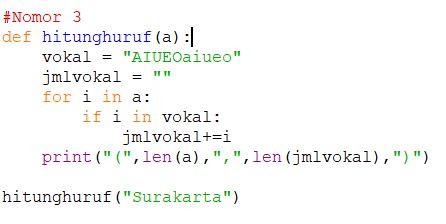 #Nomor 3
def hitunghuruf(a):
    vokal = "AIUEOaiueo"
    jmlvokal = ""
    for i in a:
        if i in vokal:
            jmlvokal+=i
    print("(",len(a),",",len(jmlvokal),")")

hitunghuruf("Surakarta")